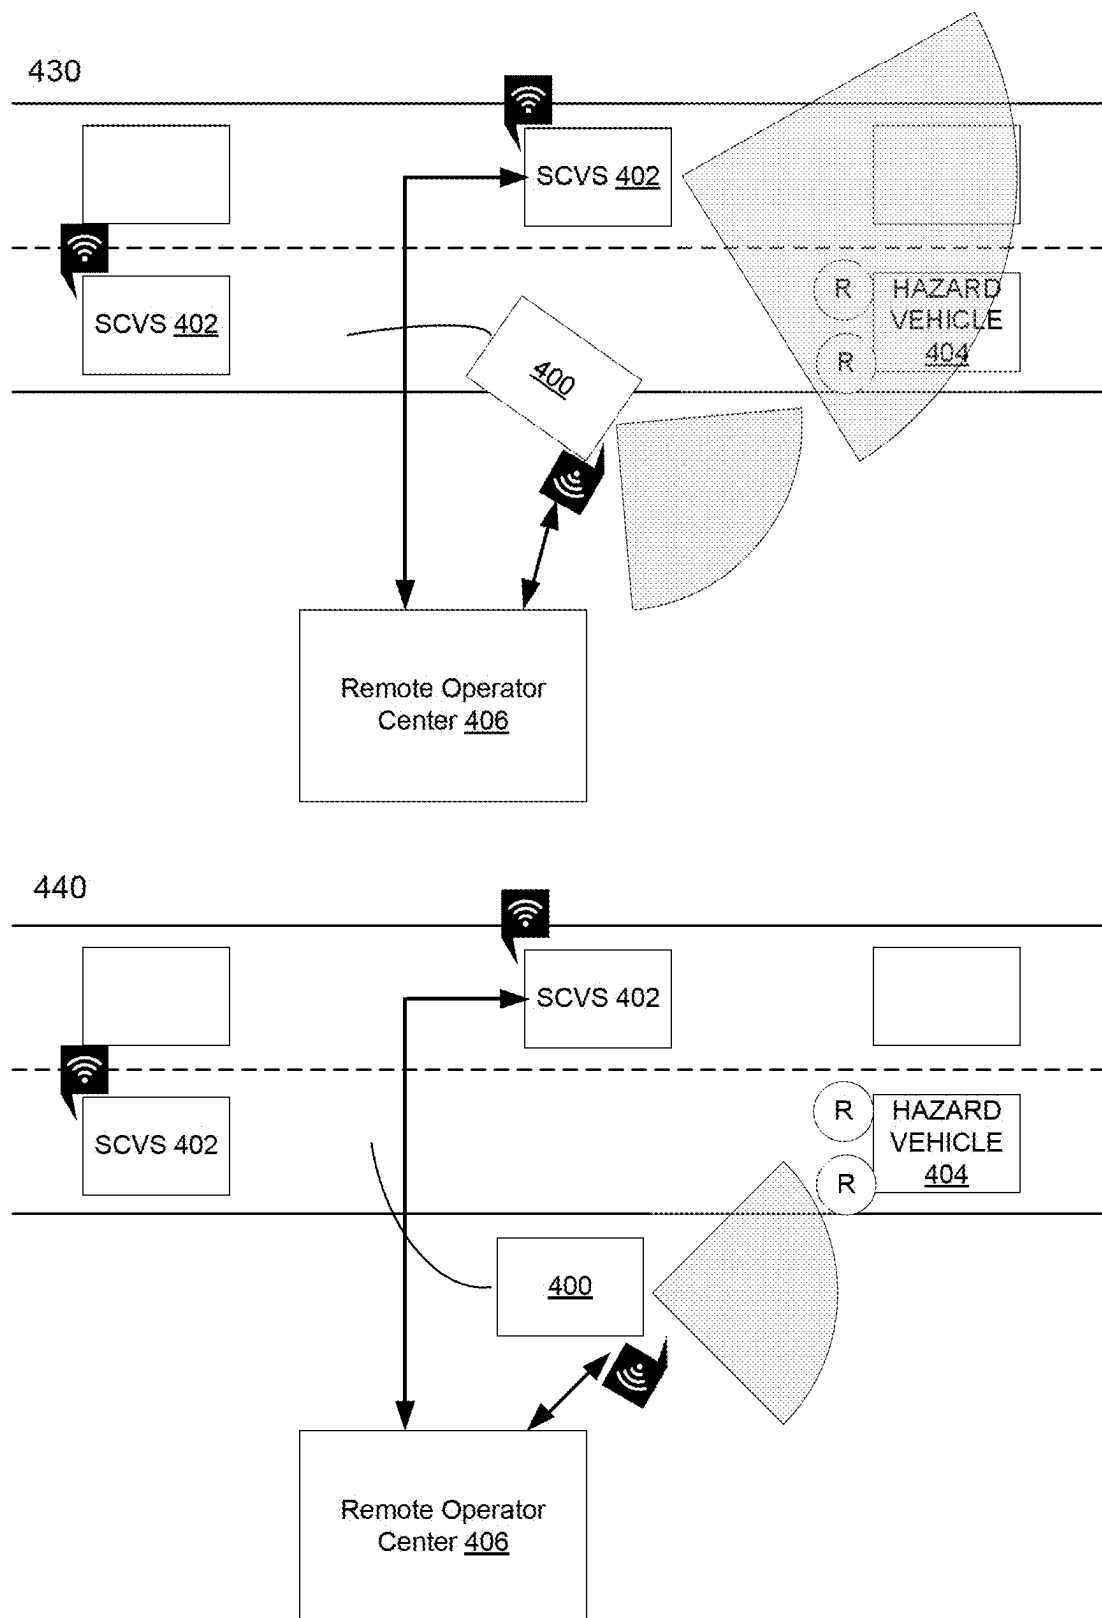 430
SCVS 402
SCVS 402
R
HAZARD
VEHICLE
404
R
400
Remote Operator
Center 406
440
SCVS 402
SCVS 402
R
HAZARD
VEHICLE
404
R
400
Remote Operator
Center 406